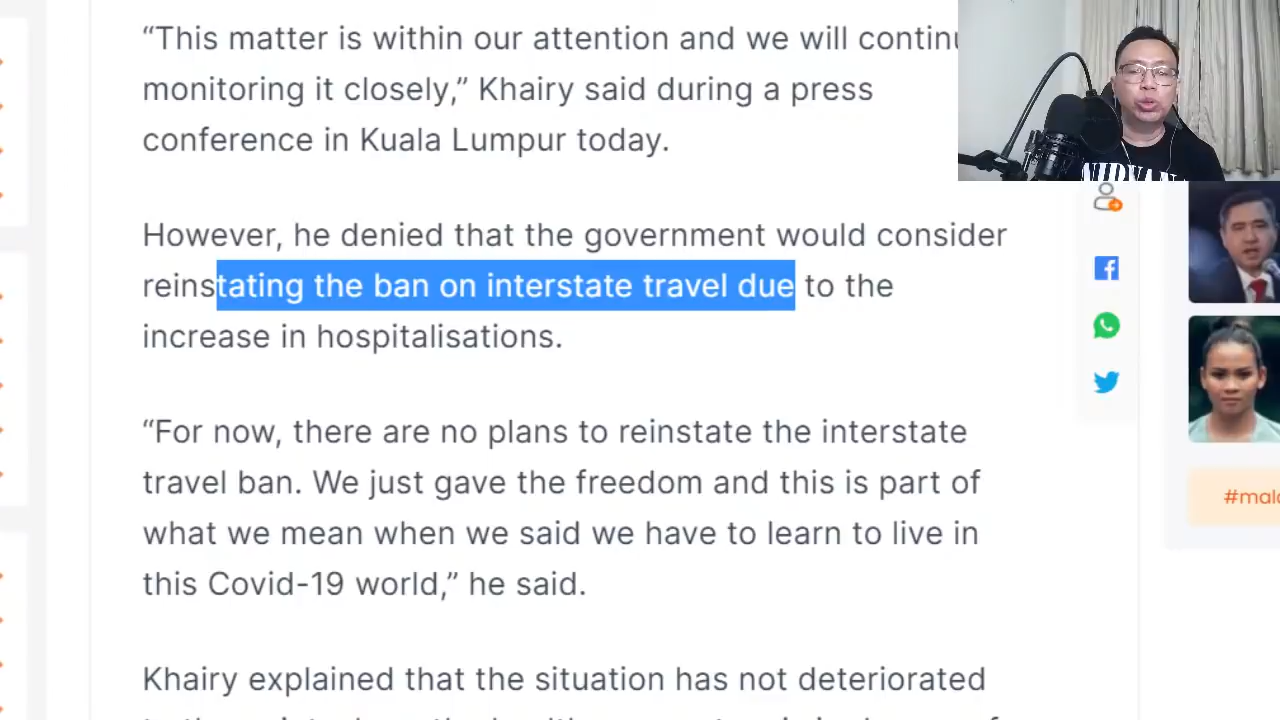 “This matter is within our attention and we will
monitoring it closely,” Khairy said during a press
conference in Kuala Lumpur today.
However, he denied that the government would consider
reinstating the ban on interstate travel due to the
increase in hospitalisations.
“For now, there are no plans to reinstate the interstate
travel ban. We just gave the freedom and this is part of
what we mean when we said we have to learn to live in
this Covid-19 world,” he said.
Khairy explained that the situation has not deteriorated